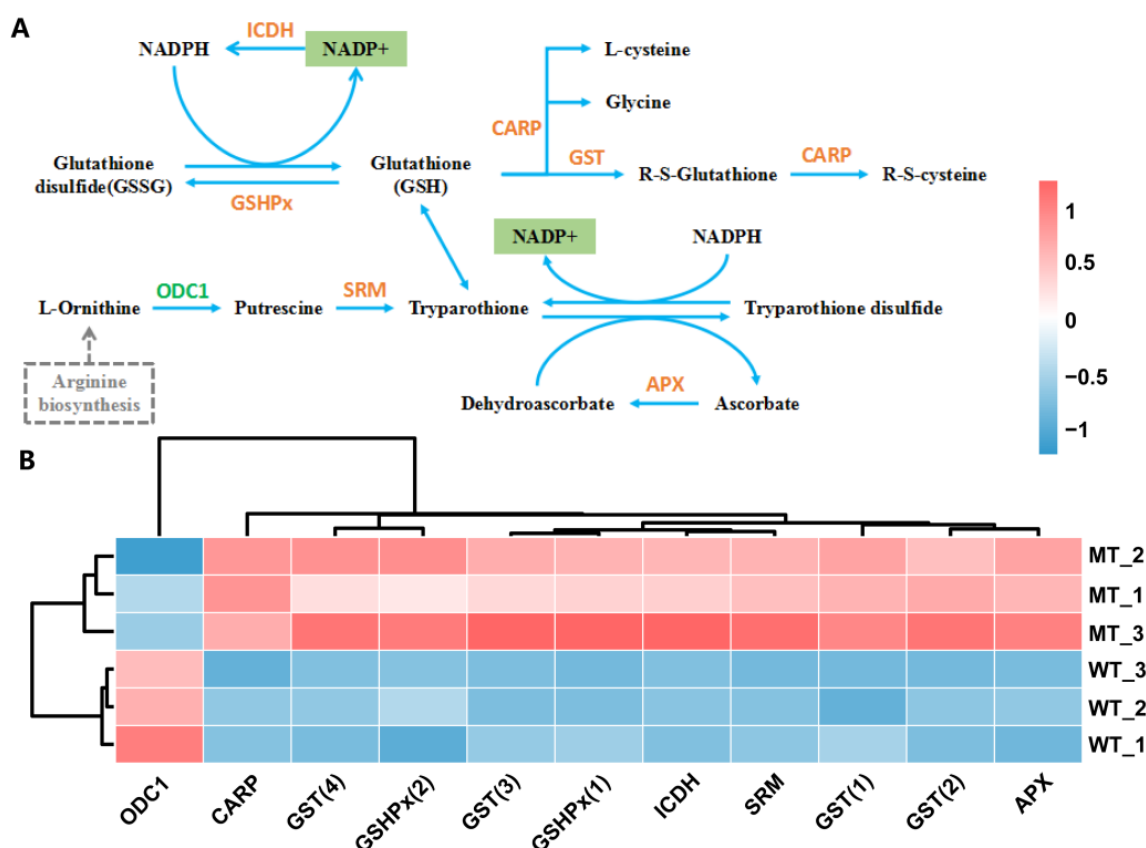 A
ICDH
NADPH
NADP+
L-cysteine
Glycine
CARP
GST
CARP
Glutathione
disulfide(GSSG)
Glutathione
(GSH)
R-S-Glutathione
R-S-cysteine
GSHPx
NADP+
NADPH
ODC1
SRM
L-Ornithine
Putrescine
Tryparothione
Tryparothione disulfide
Arginine
biosynthesis
APX
Dehydroascorbate
Ascorbate
1
0.5
0
−0.5
−1
B
MT_2
MT_1
MT_3
WT_3
WT_2
WT_1
ODC1
CARP
GST(4)
GSHPx(2)
GST(3)
GSHPx(1)
ICDH
SRM
GST(1)
GST(2)
APX